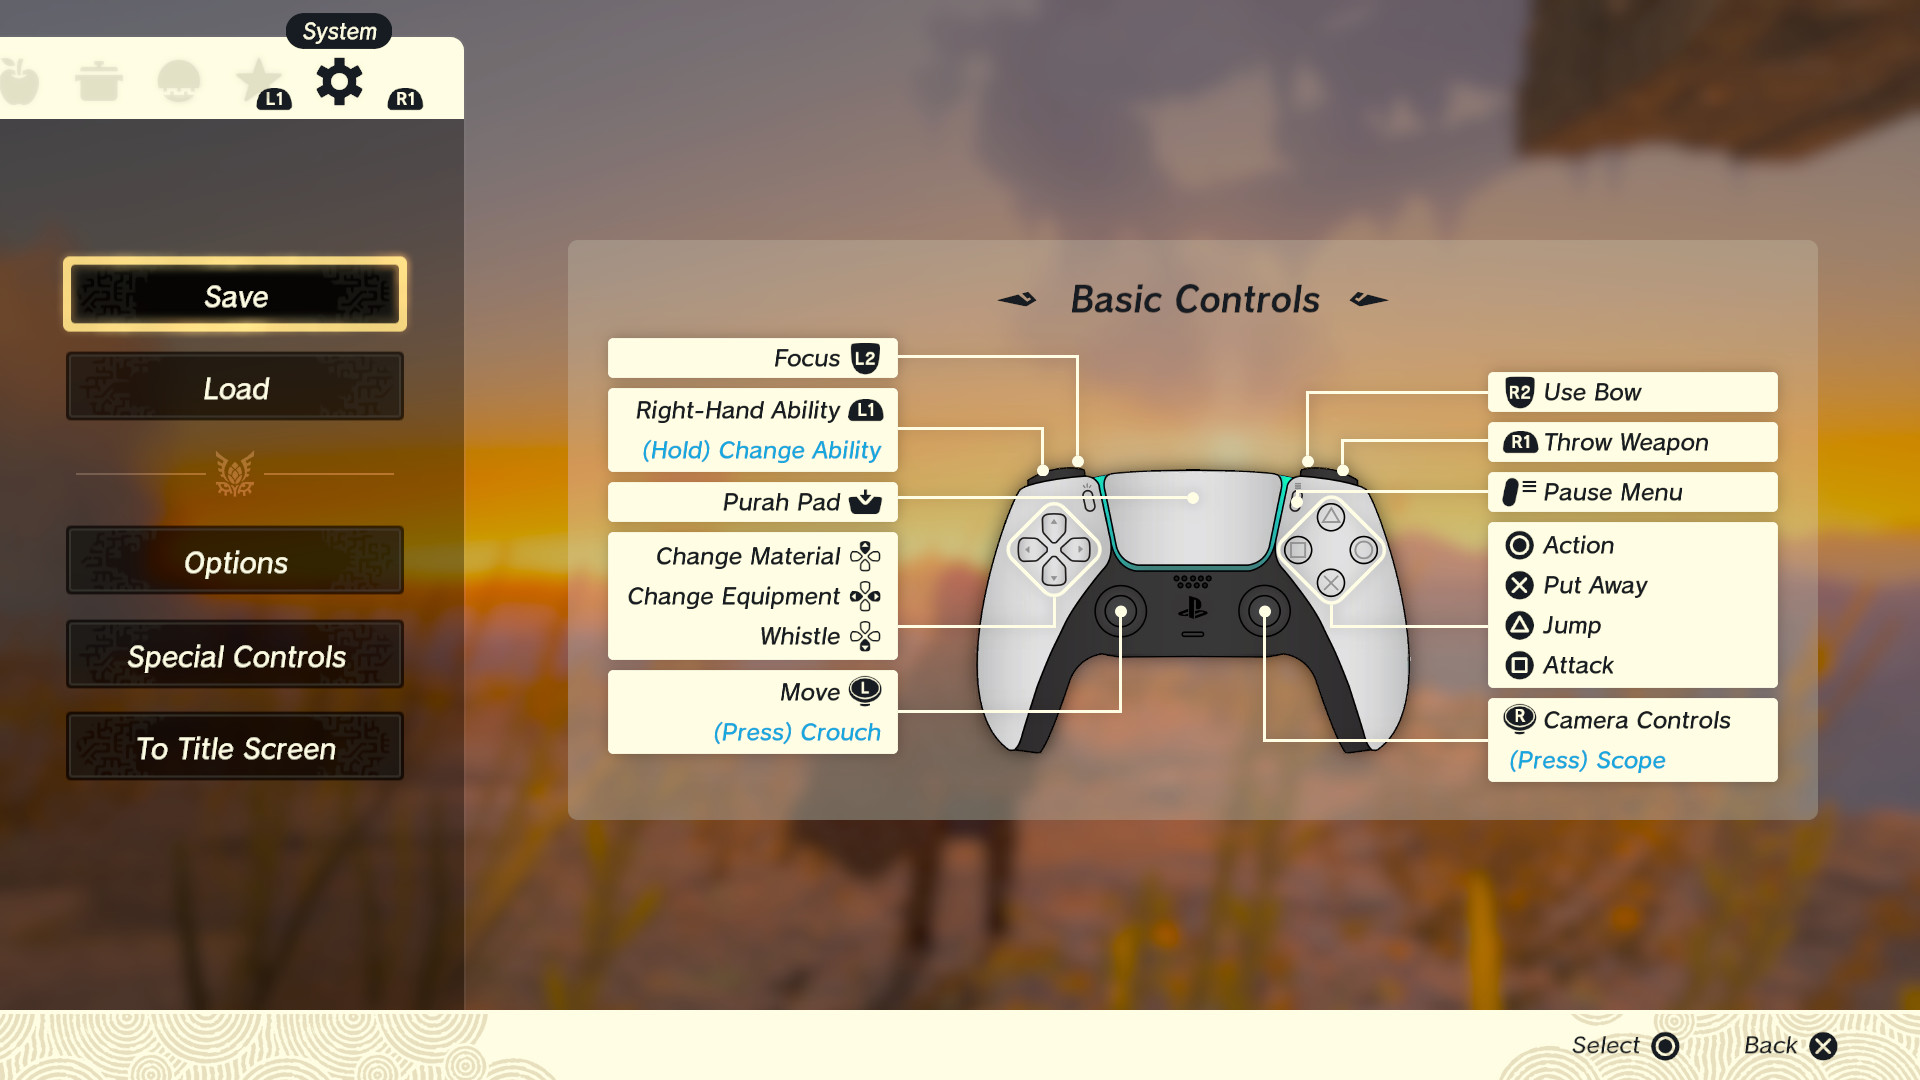 System
L1
R1
Save
Load
Options
Special Controls
To Title Screen
Basic Controls
Focus L2
Right-Hand Ability L1
(Hold) Change Ability
Purah Pad
Change Material
Change Equipment
Whistle
Move L
(Press) Crouch
R2 Use Bow
R1 Throw Weapon
Pause Menu
Action
Put Away
Jump
Attack
R Camera Controls
(Press) Scope
Select
Back